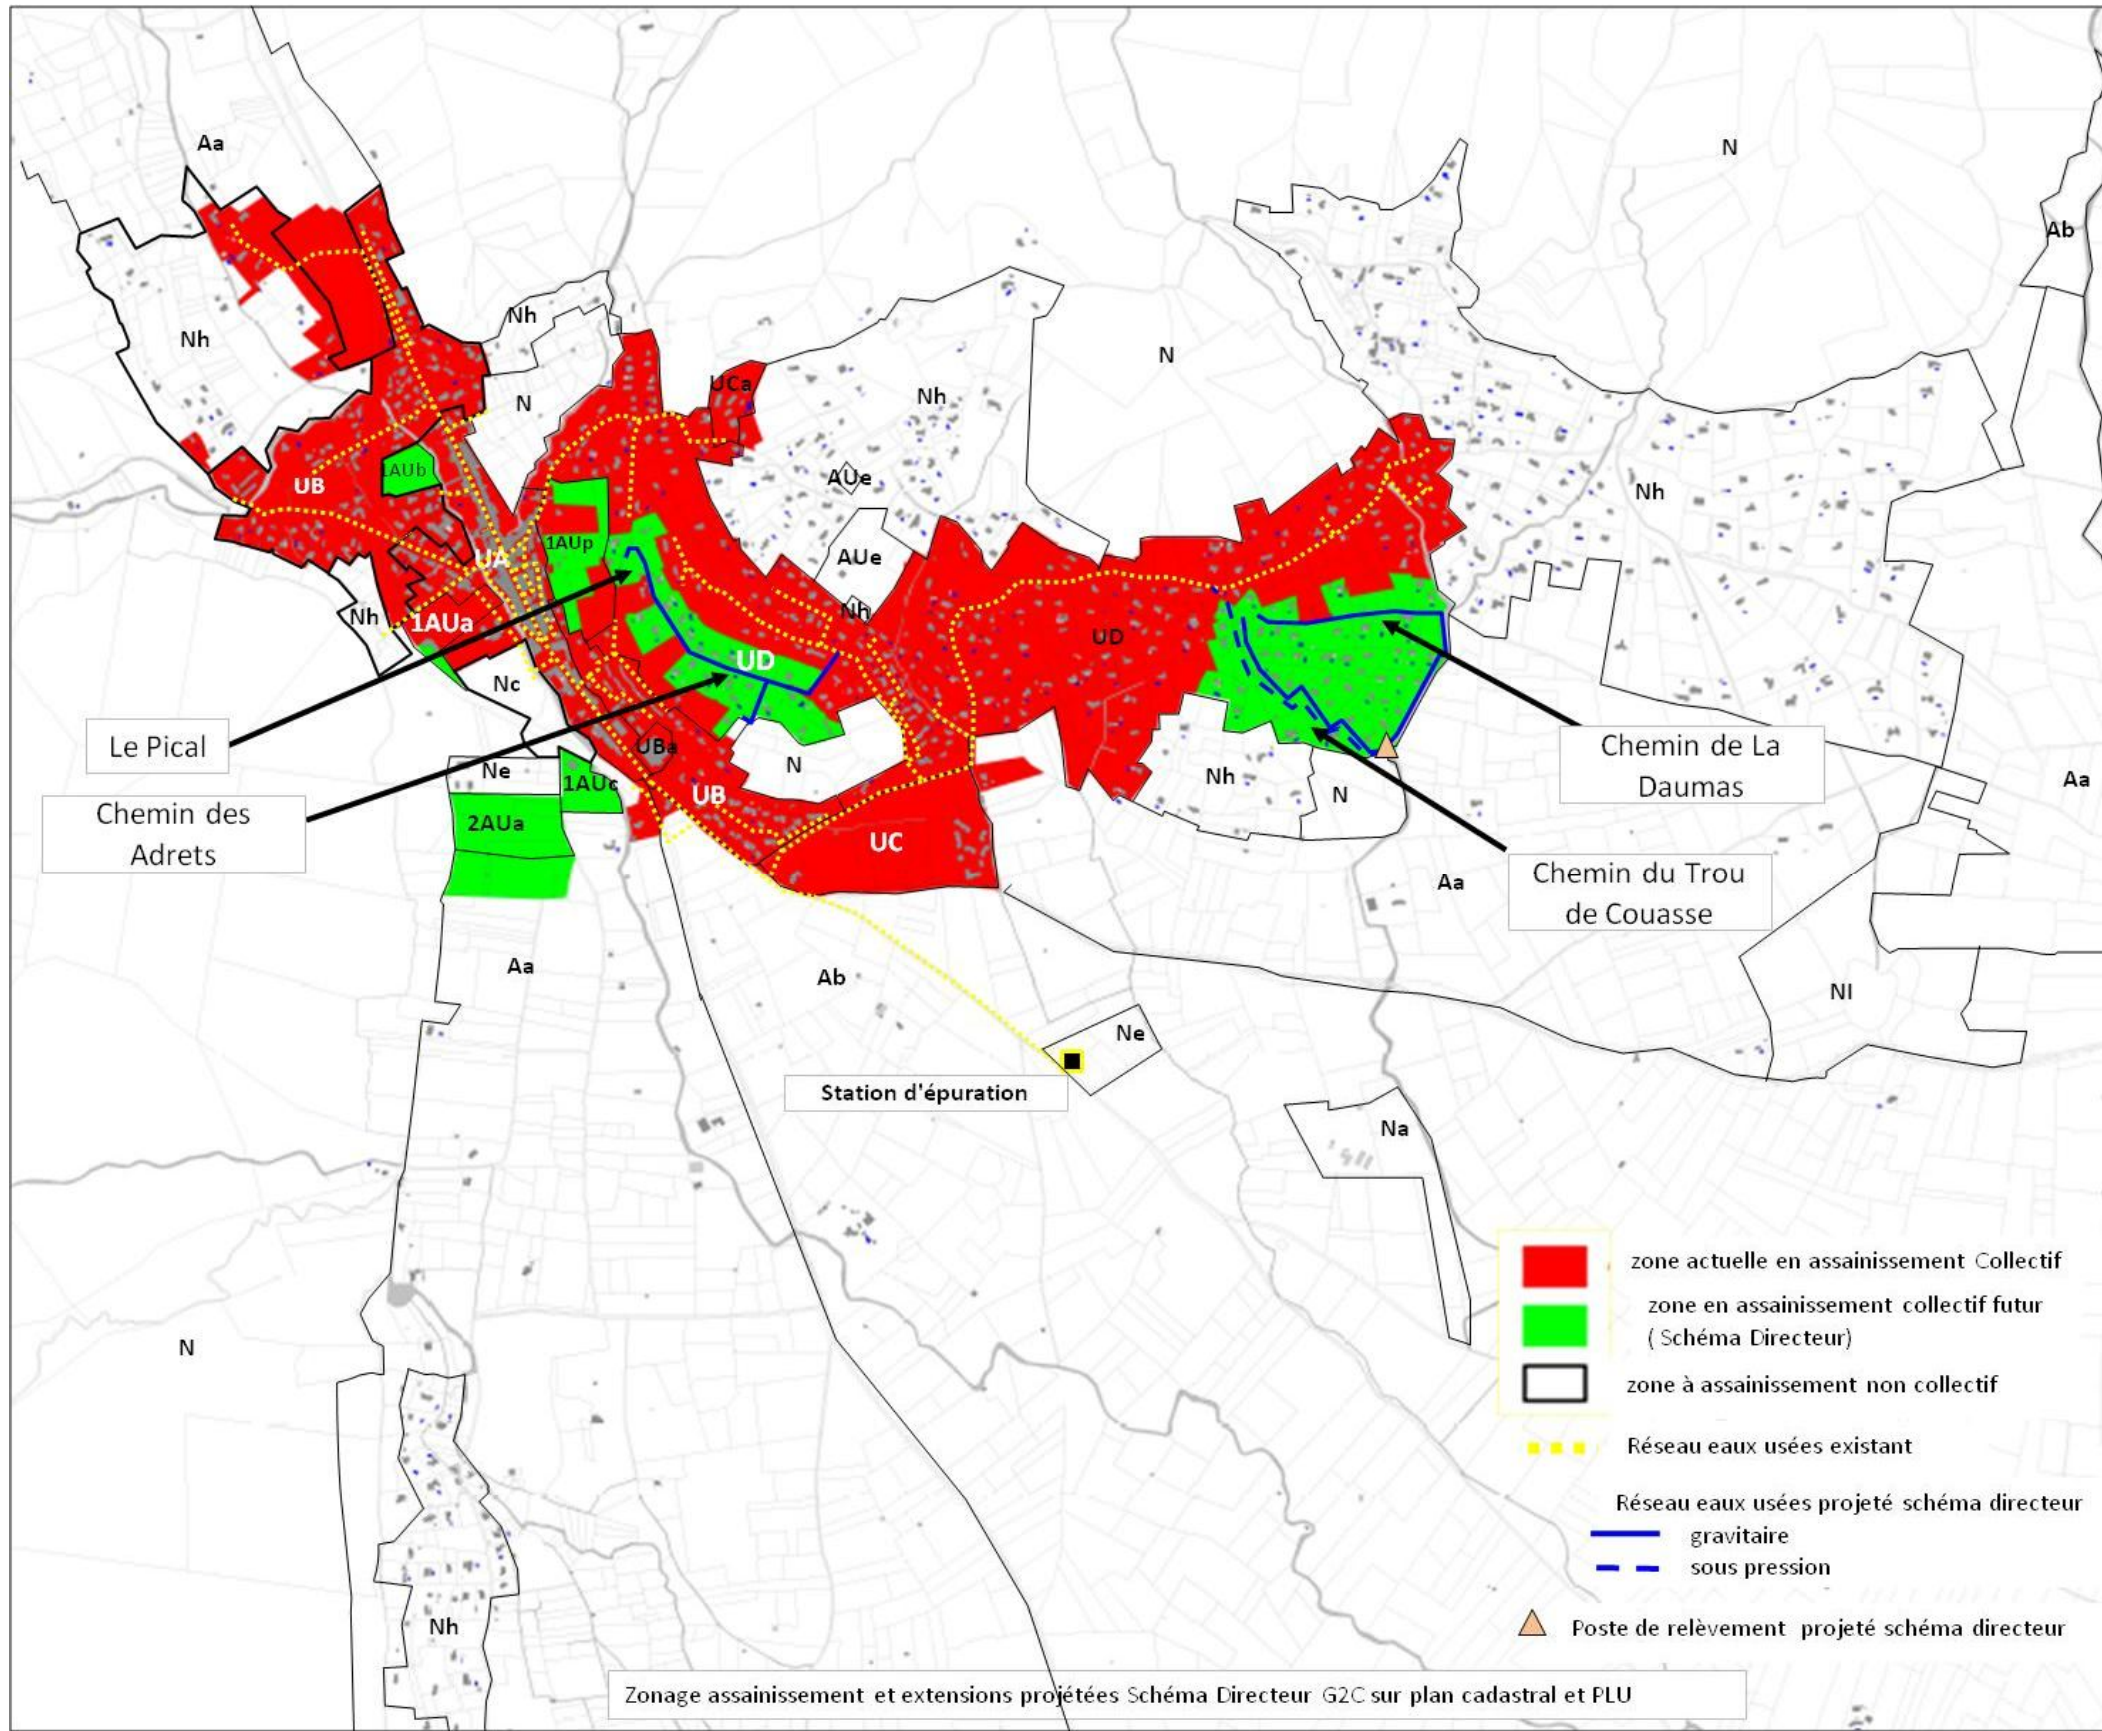 Aa
N
Ab
Nh
Nh
N
UCa
Nh
N
1AUb
UB
AUe
Nh
1AUp
UA
AUe
Nh
Nh
1AUa
UD
UD
Nc
Le Pical
UBa
N
Ne
1AUc
Nh
N
Chemin de La
Daumas
Aa
Chemin des
Adrets
2AUa
UB
UC
Aa
Chemin du Trou
de Couasse
Aa
Ab
Nl
Ne
Station d'épuration
Na
N
Nh
zone actuelle en assainissement Collectif
zone en assainissement collectif futur
( Schéma Directeur)
zone à assainissement non collectif
Réseau eaux usées existant
Réseau eaux usées projeté schéma directeur
gravitaire
sous pression
Poste de relèvement projeté schéma directeur
Zonage assainissement et extensions projétées Schéma Directeur G2C sur plan cadastral et PLU